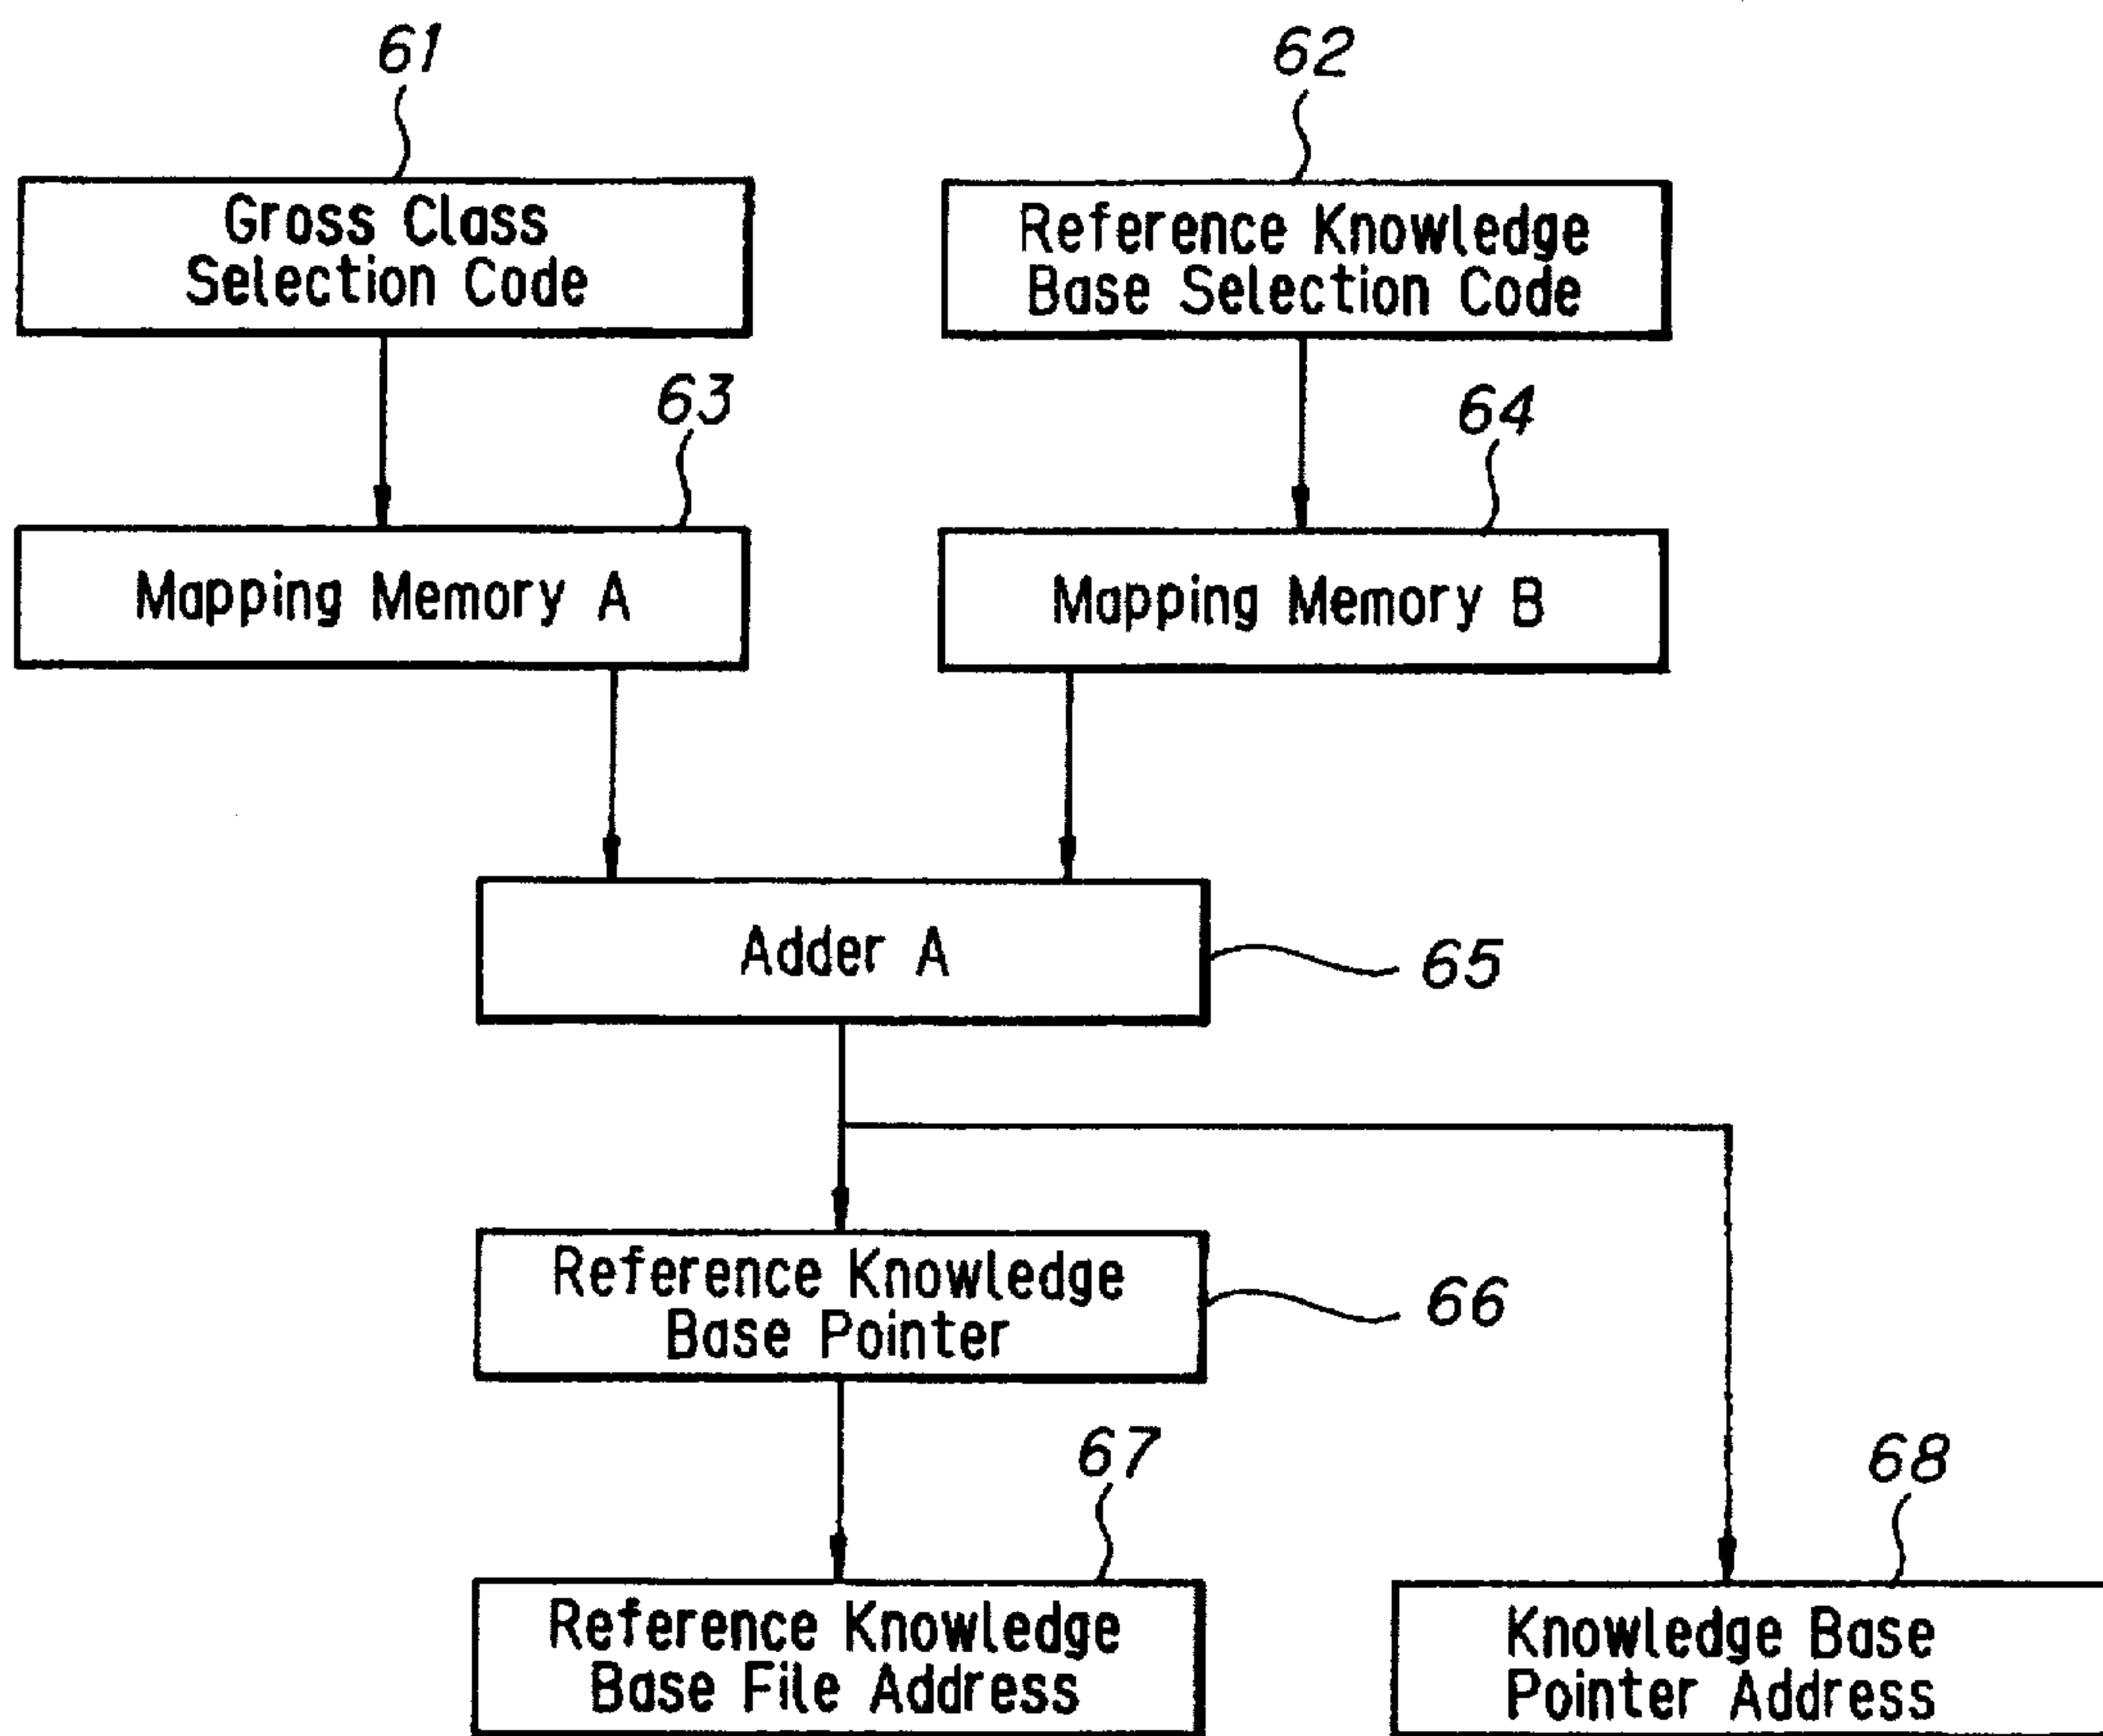 61
62
Gross Class
Selection Code
Reference Knowledge
Base Selection Code
63
64
Mapping Memory A
Mapping Memory B
Adder A
65
Reference Knowledge
Base Pointer
66
67
68
Reference Knowledge
Base File Address
Knowledge Base
Pointer Address